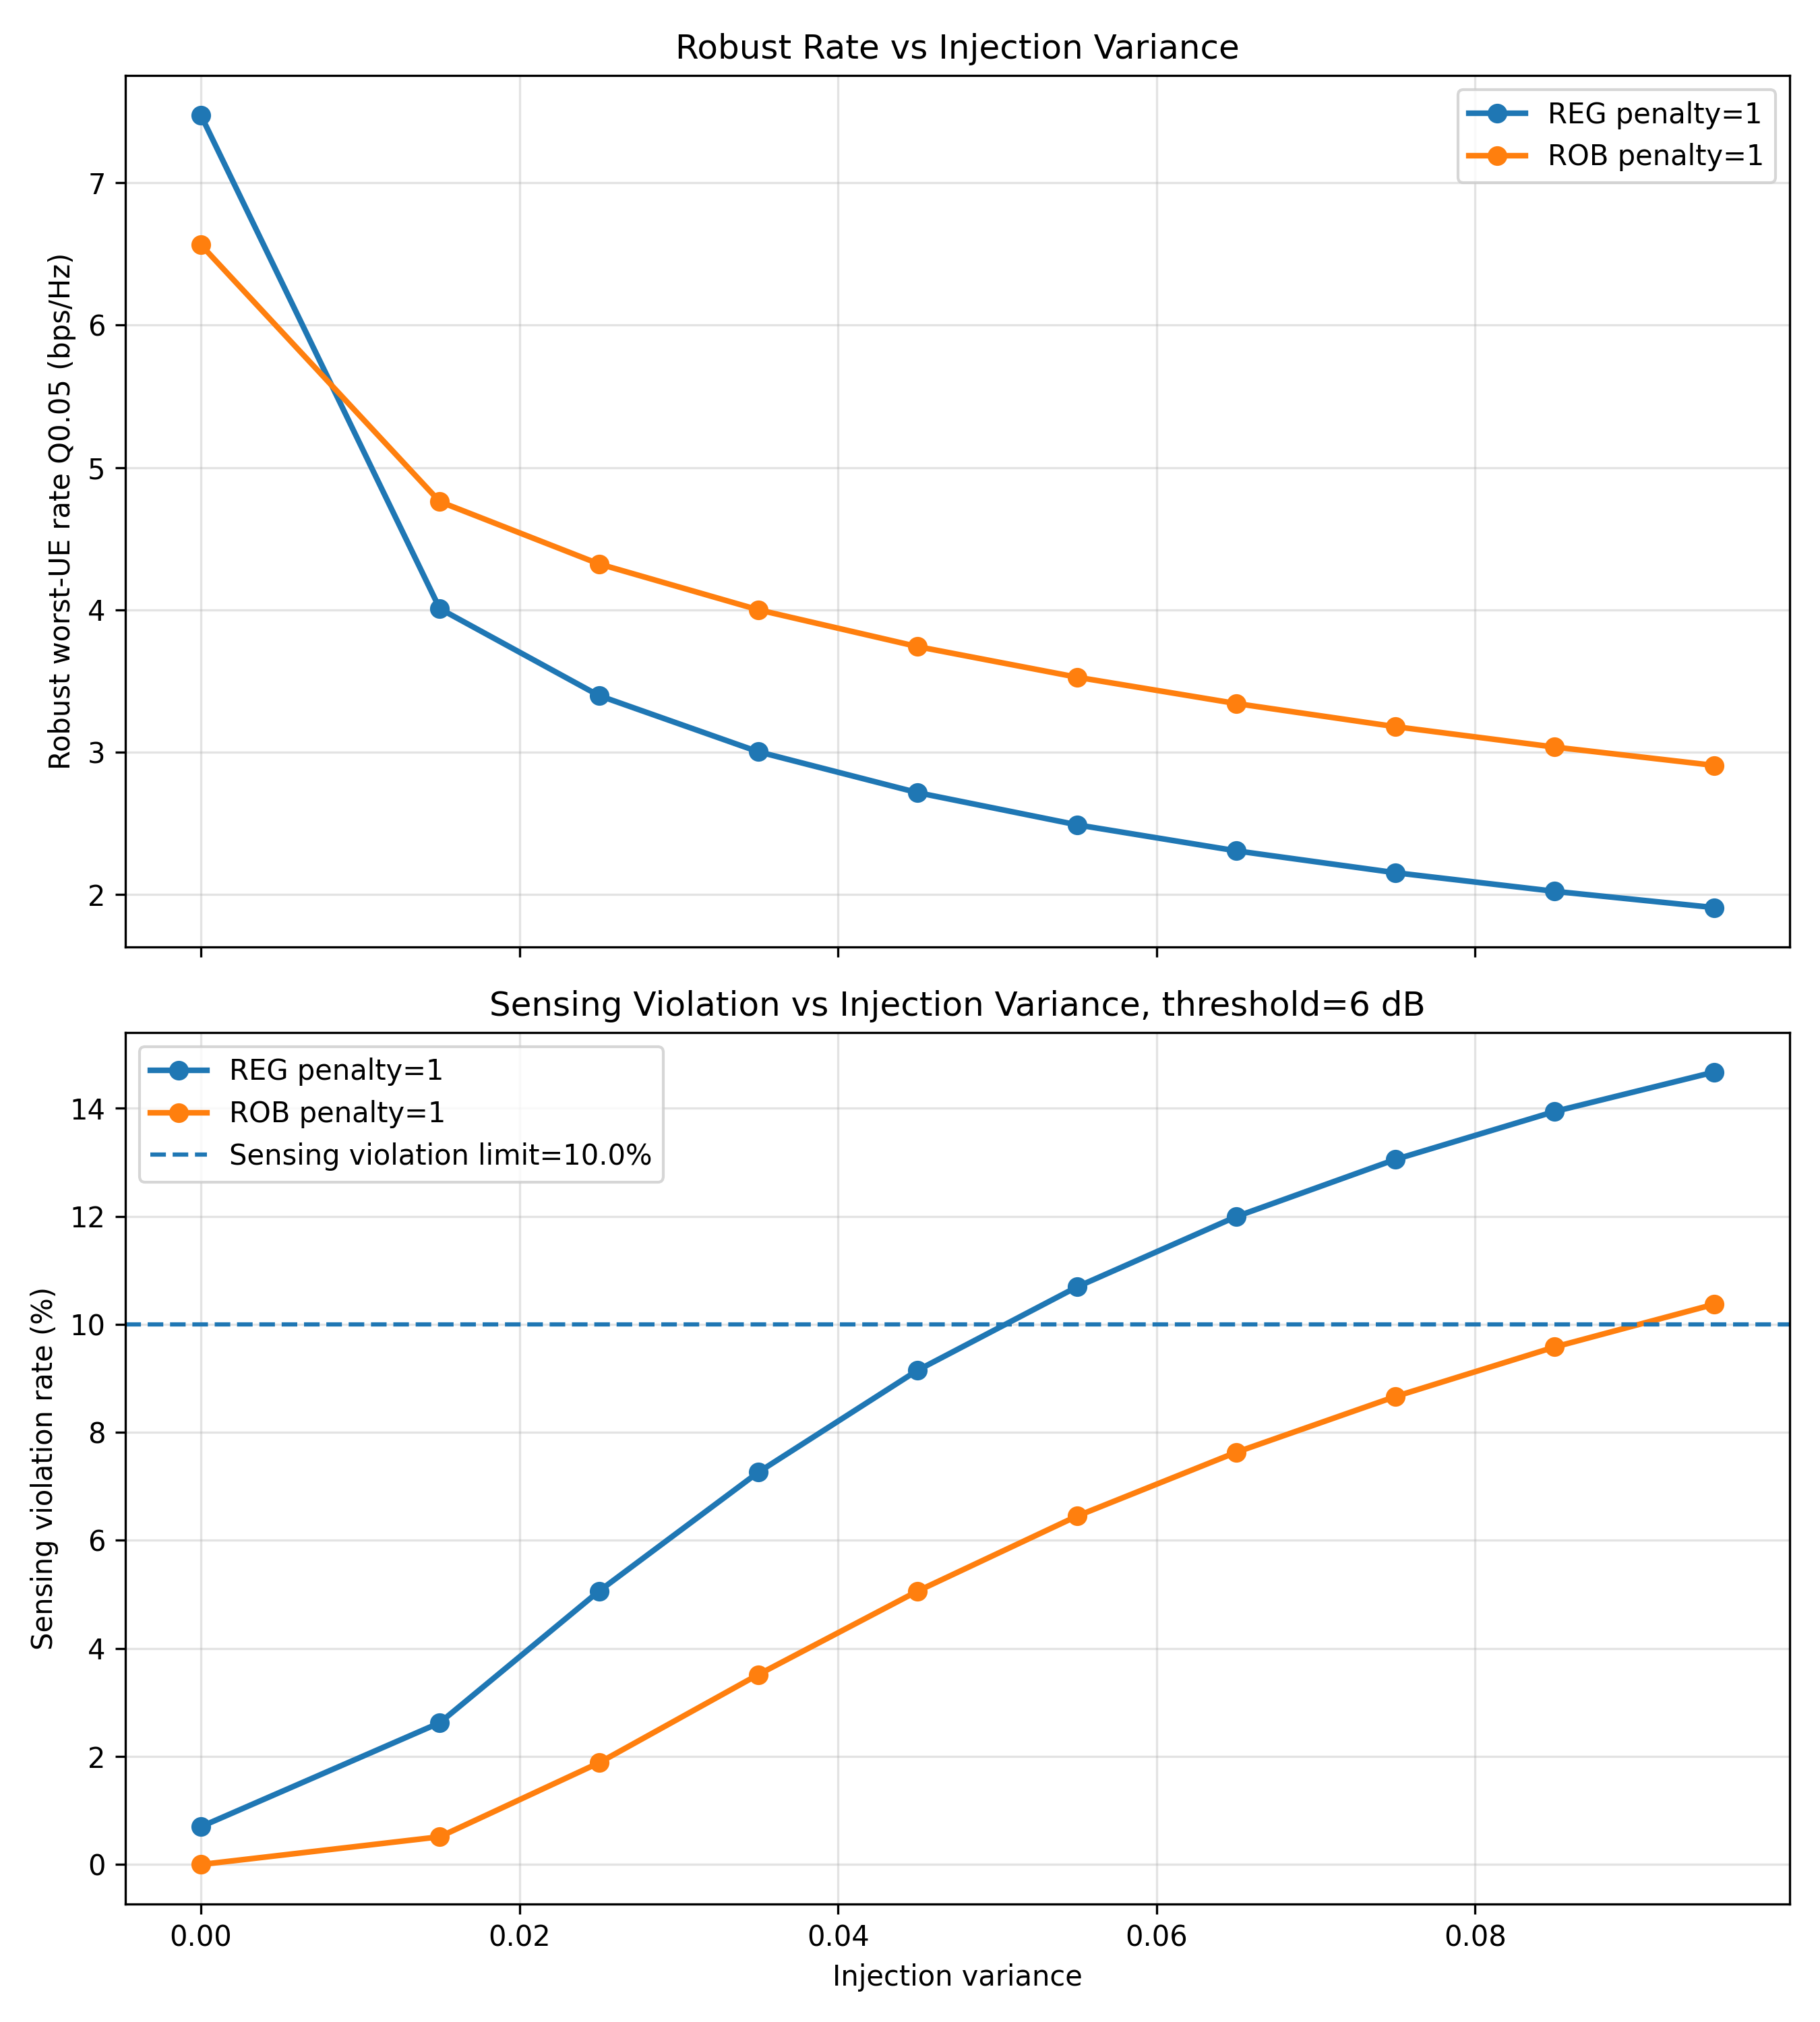 Robust Rate vs Injection Variance
REG penalty=1
ROB penalty=1
Robust worst-UE rate Q0.05 (bps/Hz)
7
6
5
4
3
2
Sensing Violation vs Injection Variance, threshold=6 dB
REG penalty=1
ROB penalty=1
Sensing violation limit=10.0%
Sensing violation rate (%)
14
12
10
8
6
4
2
0
0.00 0.02 0.04 0.06 0.08
Injection variance